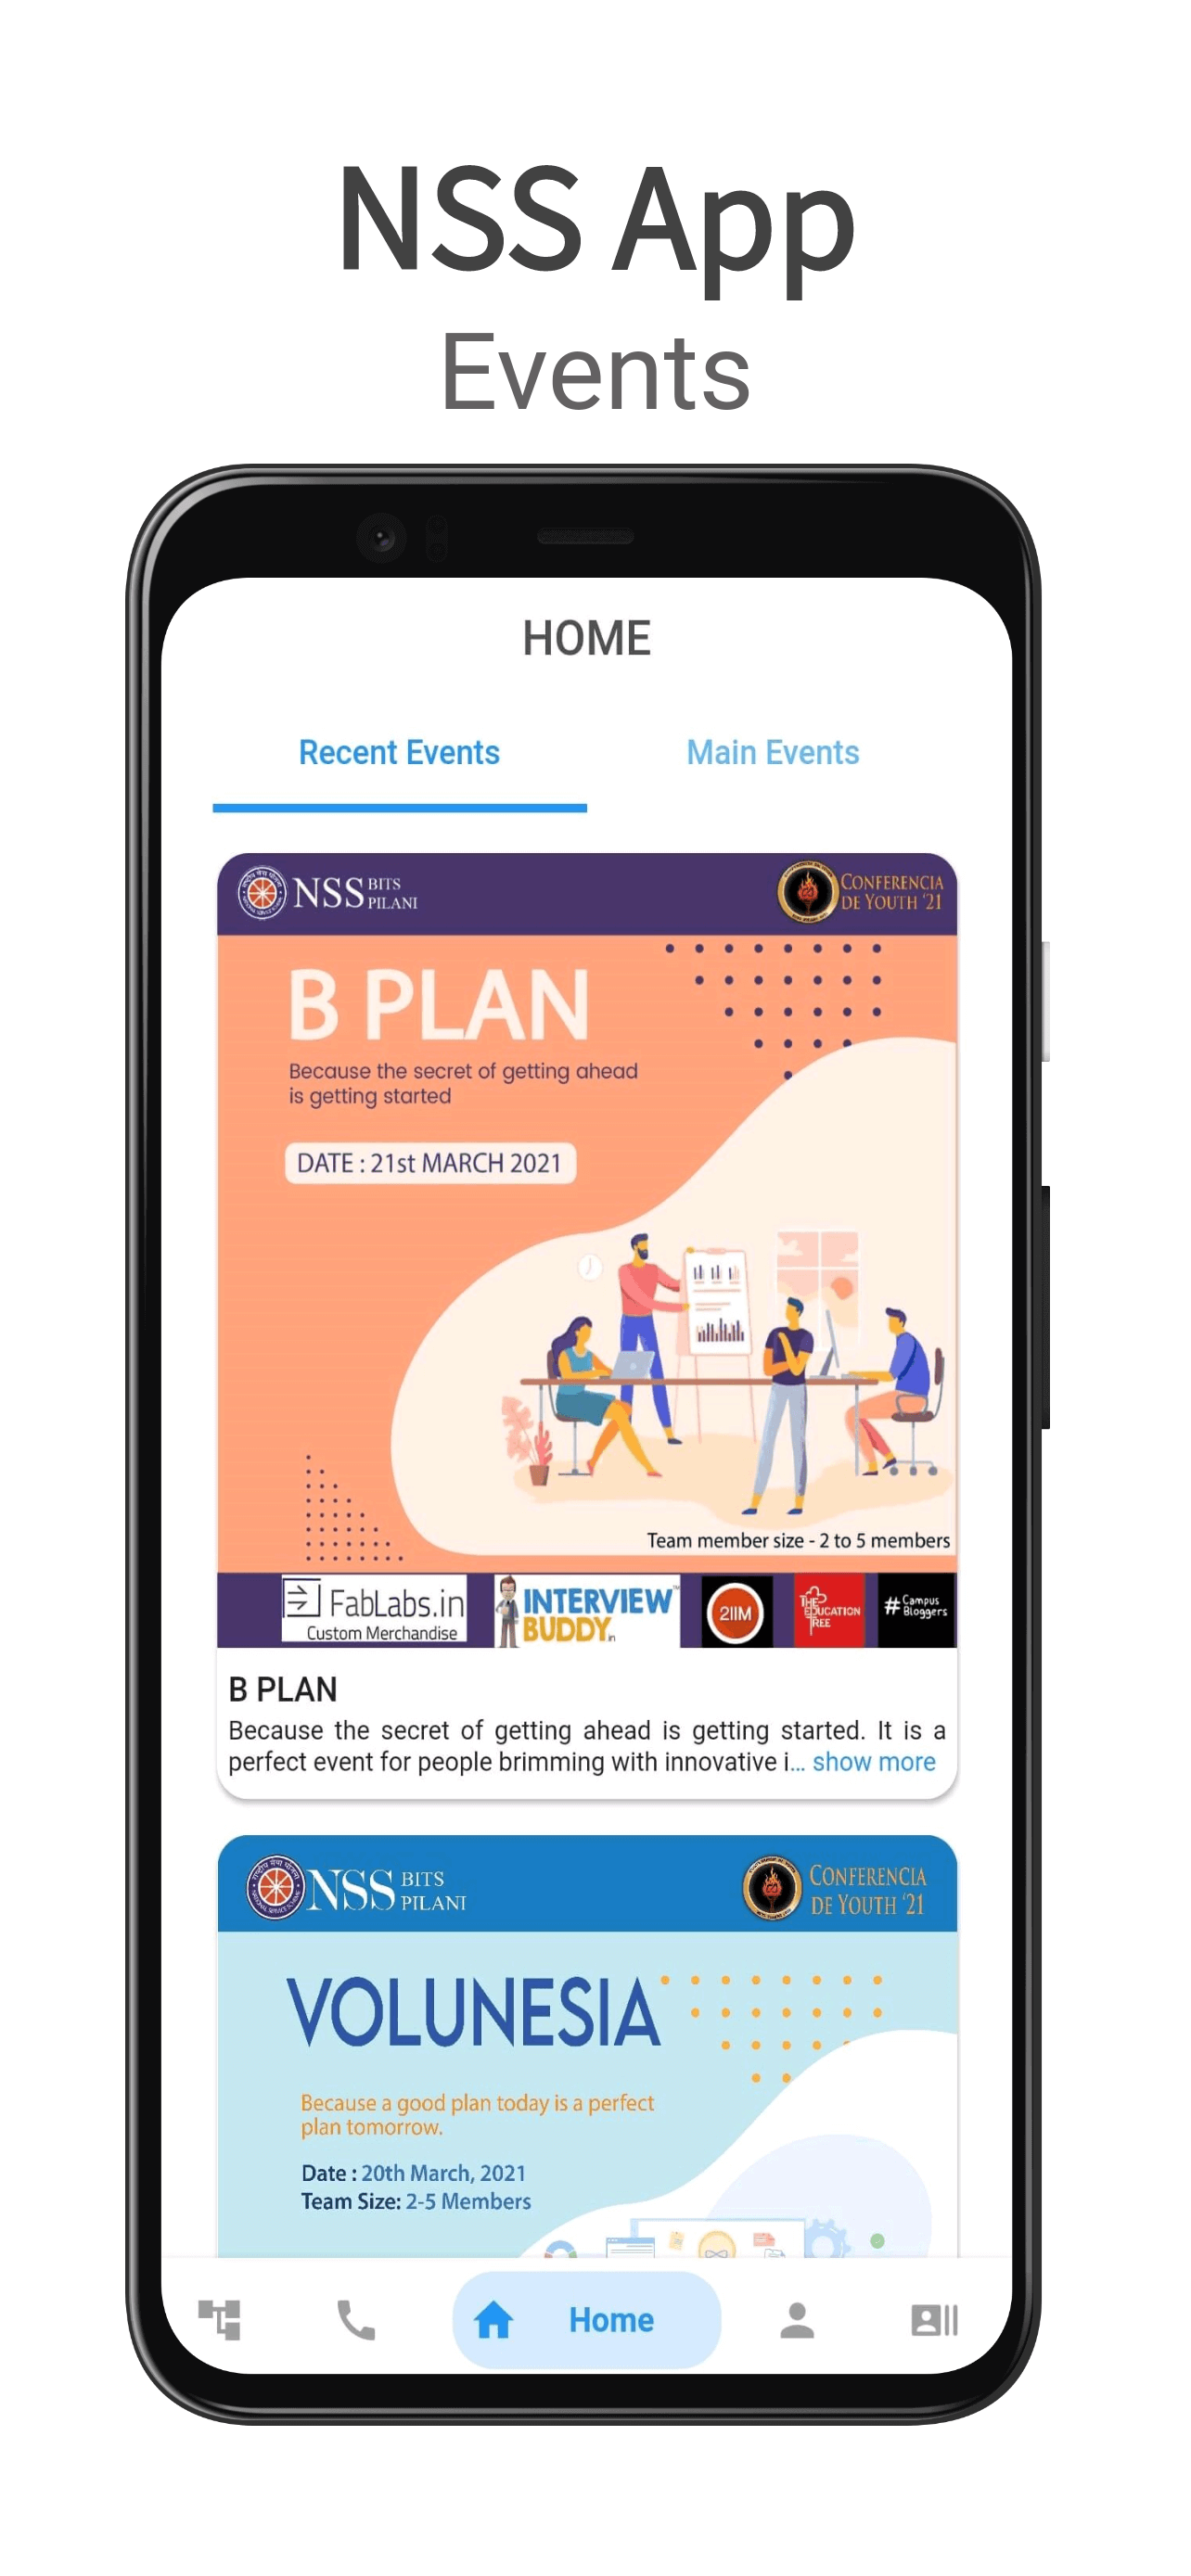 NSS App
Events
HOME
Recent Events
Main Events
NSS BITS PILANI
CONFERENCIA DE YOUTH '21
B PLAN
Because the secret of getting ahead
is getting started
DATE : 21st MARCH 2021
Team member size - 2 to 5 members
FabLabs.in
Custom Merchandise
INTERVIEW
BUDDY.in
2IIM
THE EDUCATION TREE
#Campus Bloggers
B PLAN
Because the secret of getting ahead is getting started. It is a
perfect event for people brimming with innovative i... show more
NSS BITS PILANI
CONFERENCIA DE YOUTH '21
VOLUNESIA
Because a good plan today is a perfect
plan tomorrow.
Date : 20th March, 2021
Team Size: 2-5 Members
Home